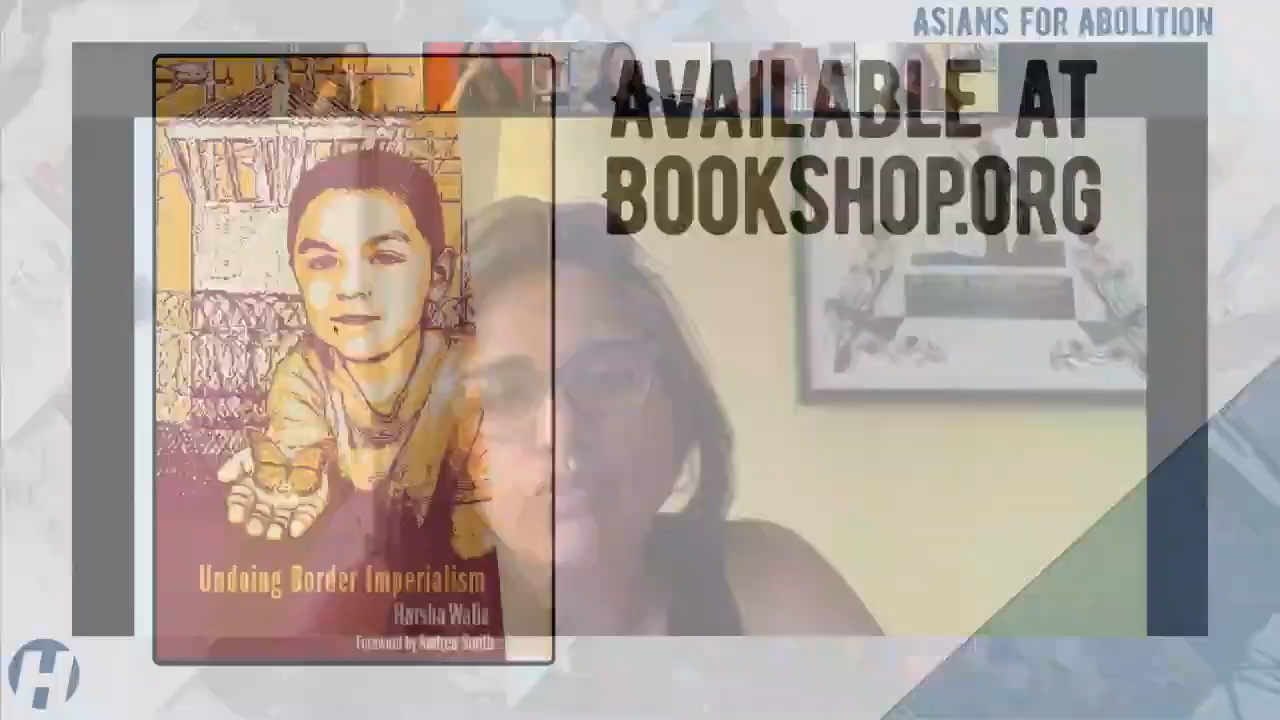 ASIANS FOR ABOLITION
AVAILABLE AT
BOOKSHOP.ORG
Undoing Border Imperialism
Harsha Walia
Foreword by Andrea Smith
H